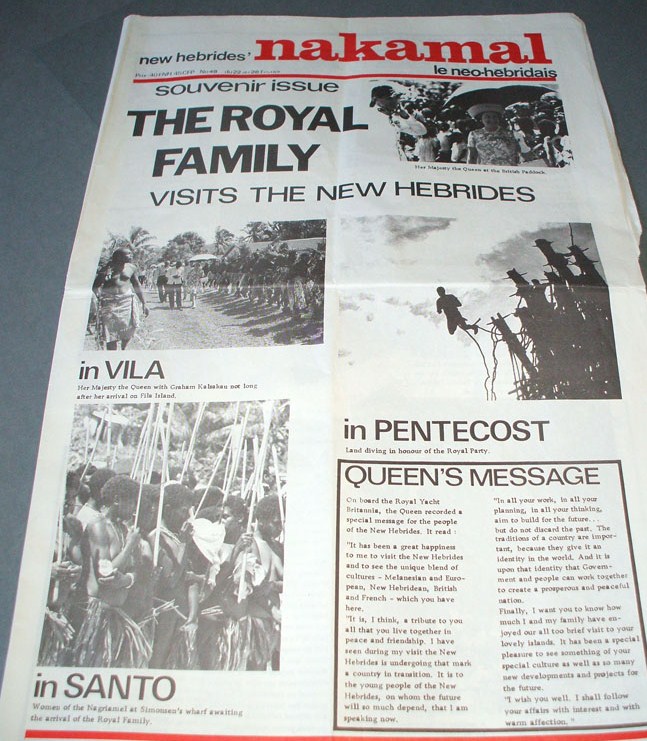 new hebrides' nakamal
le neo-hebridais
souvenir issue
THE ROYAL
FAMILY
Her Majesty the Queen at the British Paddock.
VISITS THE NEW HEBRIDES
in VILA
Her Majesty the Queen with Graham Kalsakau not long
after her arrival on Fila Island.
in PENTECOST
Land diving in honour of the Royal Party.
in SANTO
Women of the Nagriamel at Simonsen's wharf awaiting
the arrival of the Royal Family.
QUEEN'S MESSAGE
On board the Royal Yacht
Britannia, the Queen recorded a
special message for the people
of the New Hebrides. It read :
"It has been a great happiness
to me to visit the New Hebrides
and to see the unique blend of
cultures - Melanesian and Euro-
pean, New Hebridean, British
and French - which you have
here.
"It is, I think, a tribute to you
all that you live together in
peace and friendship. I have
seen during my visit the New
Hebrides is undergoing that mark
a country in transition. It is to
the young people of the New
Hebrides, on whom the future
will so much depend, that I am
speaking now.
"In all your work, in all your
planning, in all your thinking,
aim to build for the future...
but do not discard the past. The
traditions of a country are impor-
tant, because they give it an
identity in the world. And it is
upon that identity that Govern-
ment and people can work together
to create a prosperous and peaceful
nation.
Finally, I want you to know how
much I and my family have en-
joyed our all too brief visit to your
lovely islands. It has been a special
pleasure to see something of your
special culture as well as so many
new developments and projects for
the future.
"I wish you well. I shall follow
your affairs with interest and with
warm affection. "